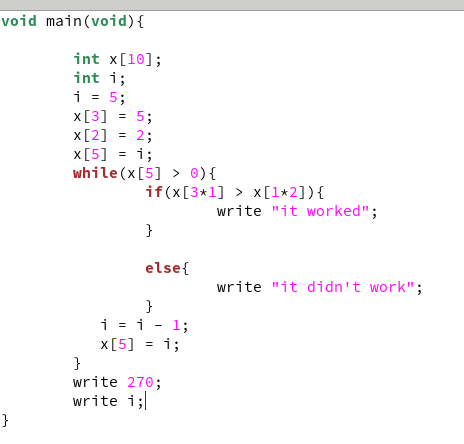 void main(void){
int x[10];
int i;
i = 5;
x[3] = 5;
x[2] = 2;
x[5] = i;
while(x[5] > 0){
if(x[3*1] > x[1*2]){
write "it worked";
}
else{
write "it didn't work";
}
i = i - 1;
x[5] = i;
}
write 270;
write i;
}